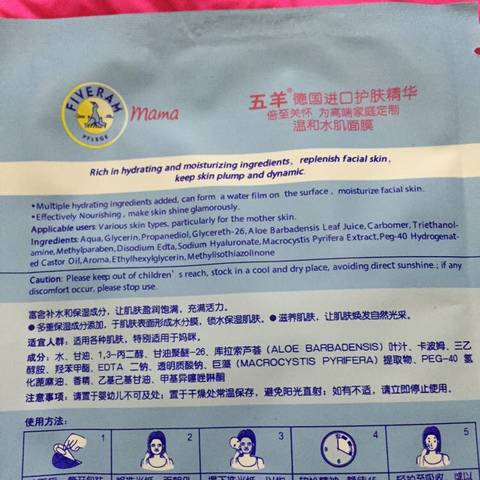 FIVERAM
PFLEGE
mama
五羊®德国进口护肤精华
倍至关怀 为高端家庭定制
温和水肌面膜
Rich in hydrating and moisturizing ingredients, replenish facial skin,
keep skin plump and dynamic.
•Multiple hydrating ingredients added, can form a water film on the surface, moisturize facial skin.
•Effectively Nourishing, make skin shine glamorously.
Applicable users: Various skin types, particularly for the mother skin.
Ingredients: Aqua, Glycerin, Propanediol, Glycereth-26, Aloe Barbadensis Leaf Juice, Carbomer, Triethanol-
amine, Methylparaben, Disodium Edta, Sodium Hyaluronate, Macrocystis Pyrifera Extract, Peg-40 Hydrogenat-
ed Castor Oil, Aroma, Ethylhexylglycerin, Methylisothiazolinone
Caution: Please keep out of children's reach, stock in a cool and dry place, avoiding direct sunshine.; if any
discomfort occur, please stop use.
富含补水和保湿成分，让肌肤盈润饱满，充满活力。
●多重保湿成分添加，于肌肤表面形成水分膜，锁水保湿肌肤。●滋养肌肤，让肌肤焕发自然光采。
适宜人群：适用各种肌肤，特别适用于妈咪。
成分：水、甘油、1,3-丙二醇、甘油聚醚-26、库拉索芦荟（ALOE BARBADENSIS）叶汁、卡波姆、三乙
醇胺、羟苯甲酯、EDTA 二钠、透明质酸钠、巨藻（MACROCYSTIS PYRIFERA）提取物、PEG-40 氢
化蓖麻油、香精、乙基己基甘油、甲基异噻唑啉酮
注意事项：请置于婴幼儿不可及处；置于干燥处常温保存，避免阳光直射；如有不适，请立即停止使用。
使用方法：
1 2 3 4 5